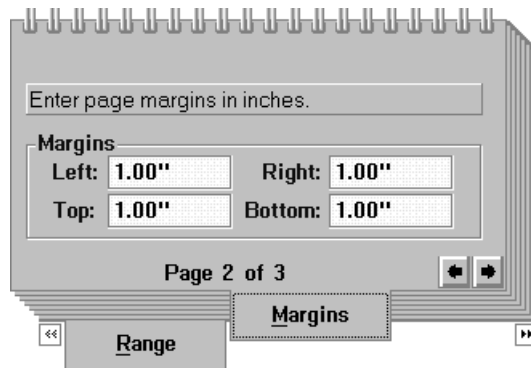 Enter page margins in inches.
Margins
Left: 1.00" Right: 1.00"
Top: 1.00" Bottom: 1.00"
Page 2 of 3
Margins
Range